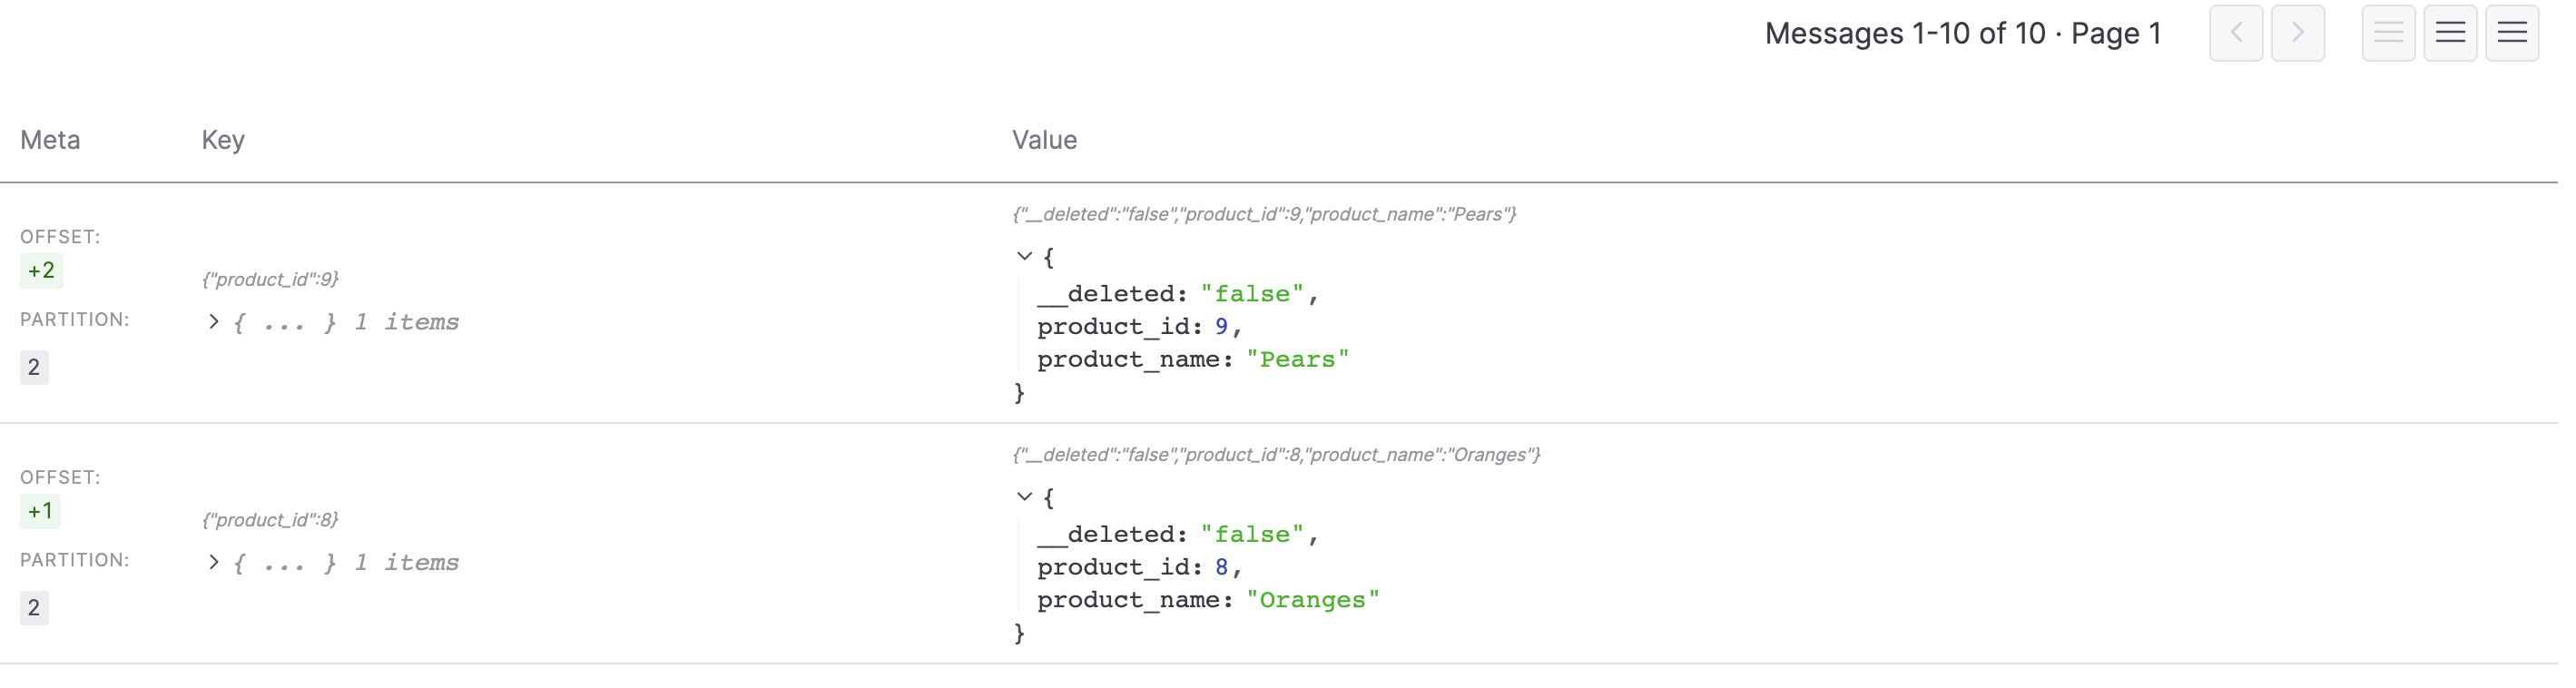 Messages 1-10 of 10 · Page 1
Meta Key Value
{"__deleted":"false","product_id":9,"product_name":"Pears"}
OFFSET:
+2
{"product_id":9}
{ ... } 1 items
PARTITION:
2
{
__deleted: "false",
product_id: 9,
product_name: "Pears"
}
{"__deleted":"false","product_id":8,"product_name":"Oranges"}
OFFSET:
+1
{"product_id":8}
{ ... } 1 items
PARTITION:
2
{
__deleted: "false",
product_id: 8,
product_name: "Oranges"
}